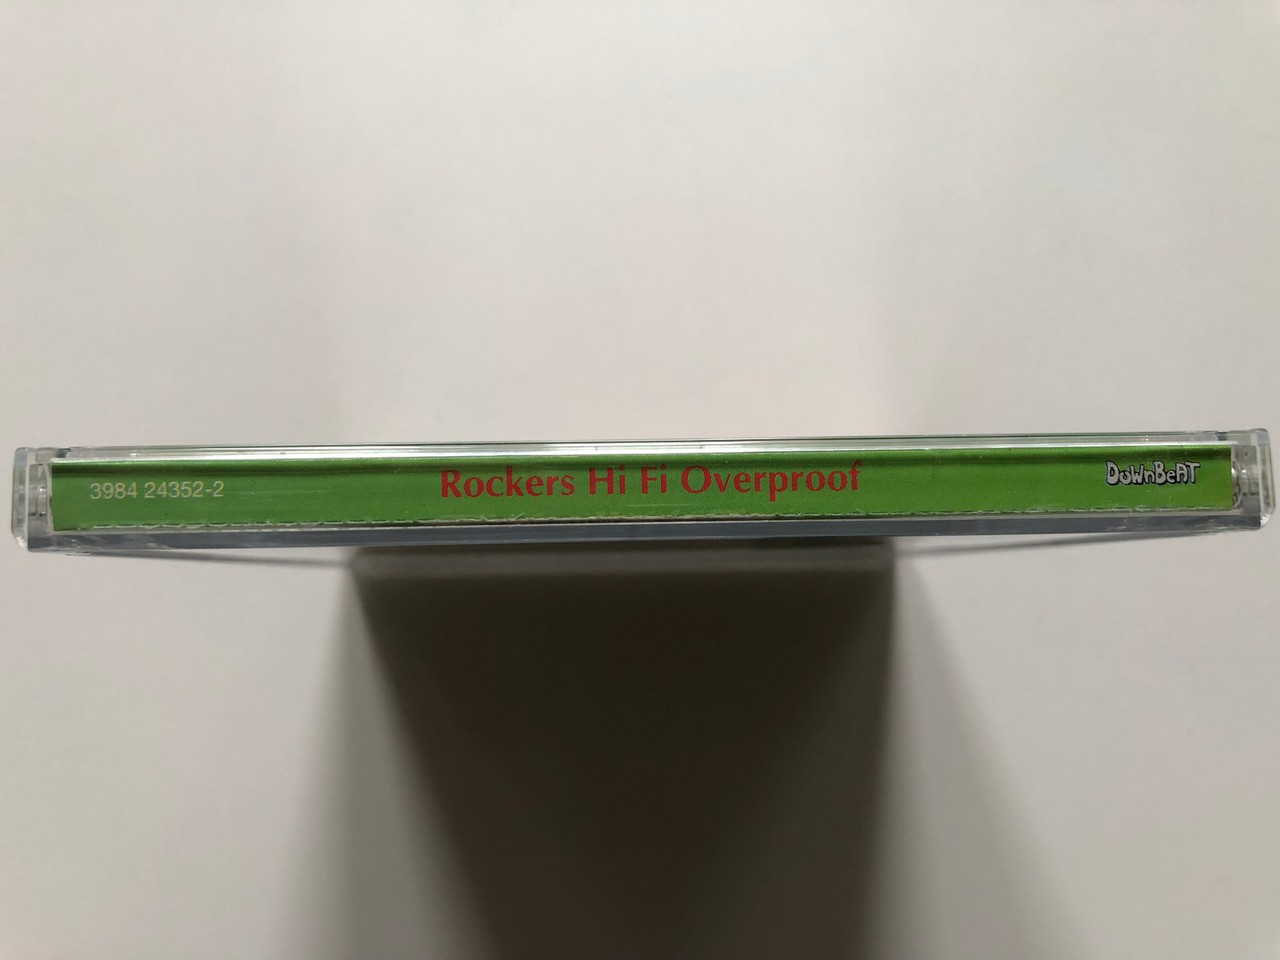 3984 24352-2 Rockers Hi Fi Overproof DoWnBeAT